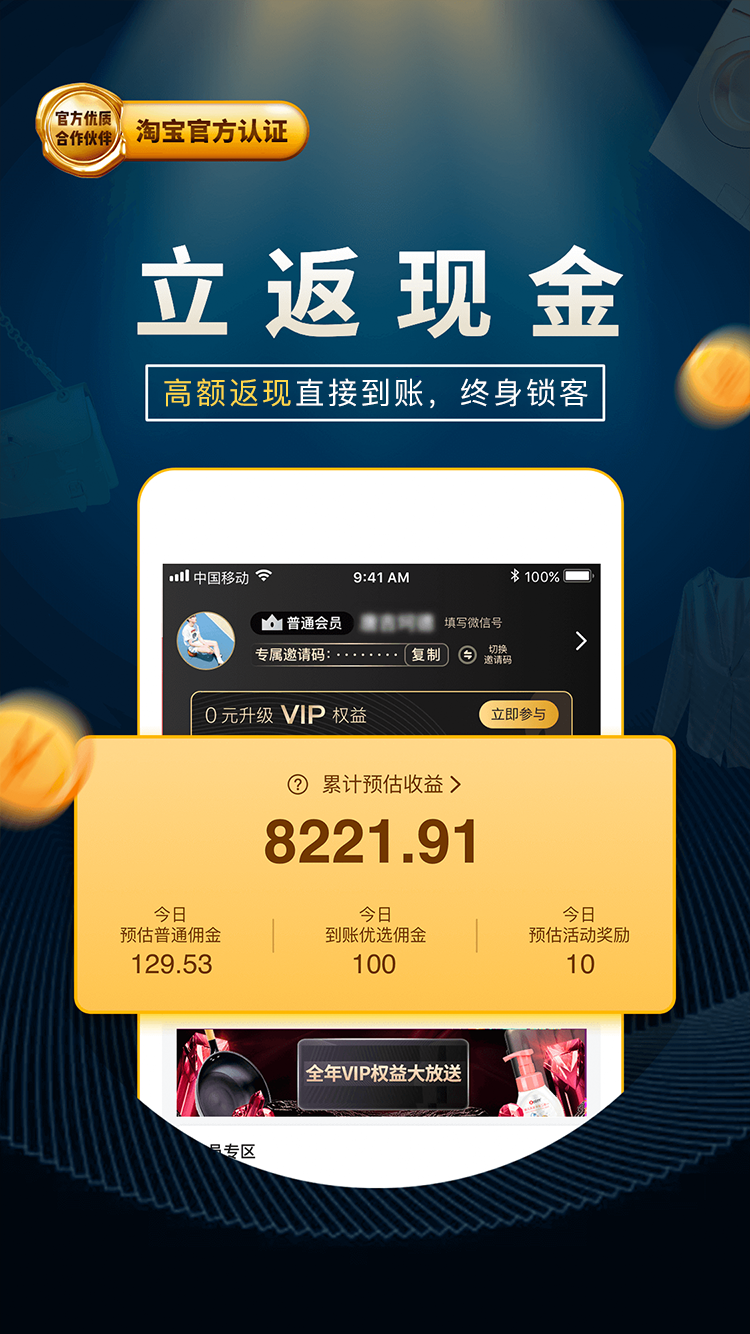 官方优质
合作伙伴
淘宝官方认证
立返现金
高额返现直接到账，终身锁客
中国移动
9:41 AM
100%
普通会员
填写微信号
专属邀请码：········
复制
切换
邀请码
0元升级 VIP 权益
立即参与
? 累计预估收益
8221.91
今日
预估普通佣金
129.53
今日
到账优选佣金
100
今日
预估活动奖励
10
全年VIP权益大放送
员专区